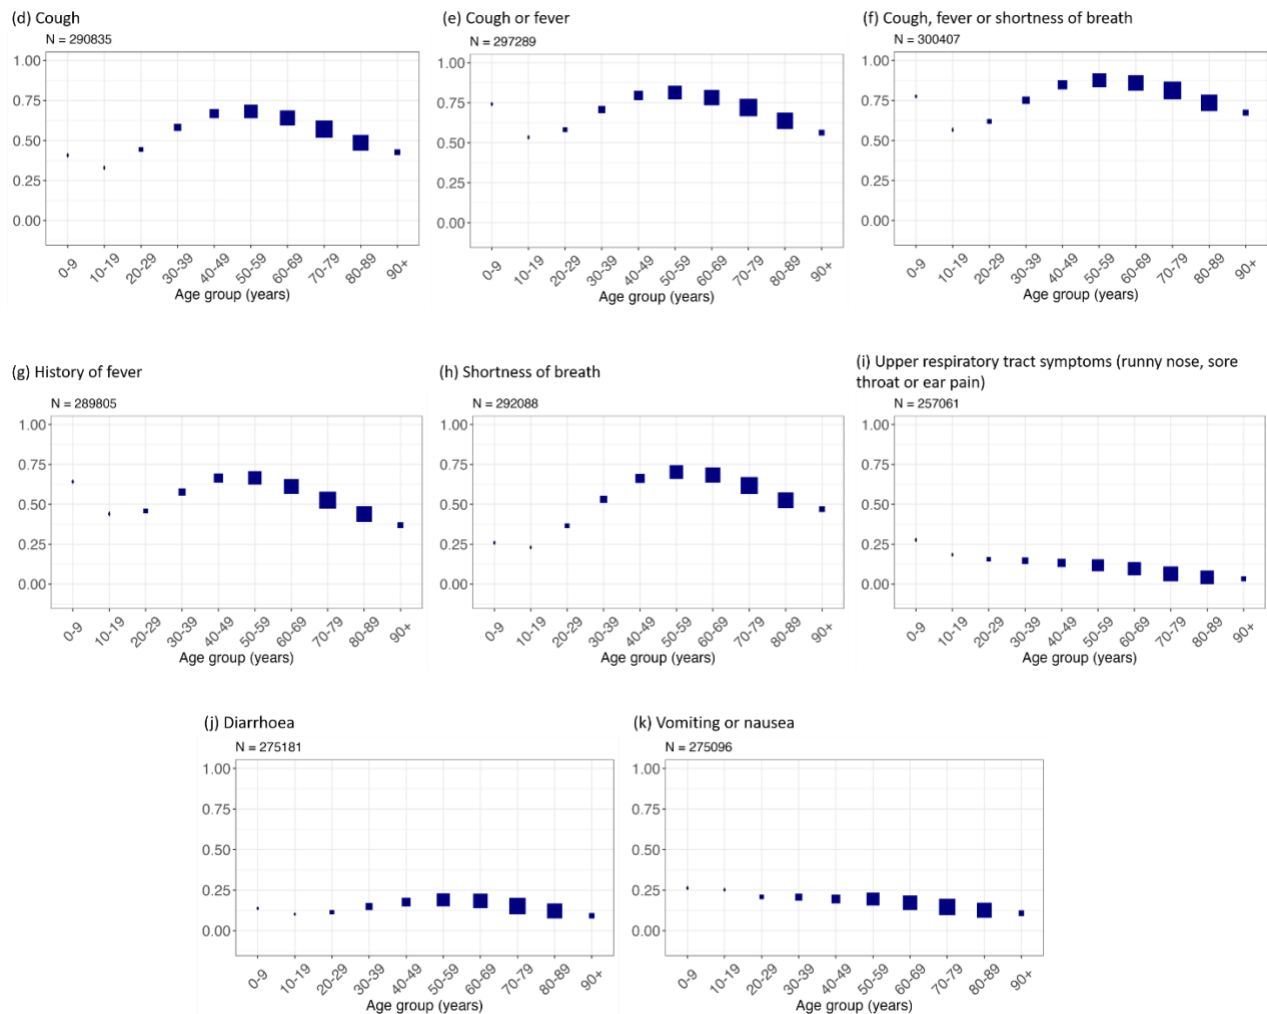 (d) Cough
N = 290835
1.00
0.75
0.50
0.25
0.00
0-9 10-19 20-29 30-39 40-49 50-59 60-69 70-79 80-89 90+
Age group (years)
(e) Cough or fever
N = 297289
1.00
0.75
0.50
0.25
0.00
0-9 10-19 20-29 30-39 40-49 50-59 60-69 70-79 80-89 90+
Age group (years)
(f) Cough, fever or shortness of breath
N = 300407
1.00
0.75
0.50
0.25
0.00
0-9 10-19 20-29 30-39 40-49 50-59 60-69 70-79 80-89 90+
Age group (years)
(g) History of fever
N = 289805
1.00
0.75
0.50
0.25
0.00
0-9 10-19 20-29 30-39 40-49 50-59 60-69 70-79 80-89 90+
Age group (years)
(h) Shortness of breath
N = 292088
1.00
0.75
0.50
0.25
0.00
0-9 10-19 20-29 30-39 40-49 50-59 60-69 70-79 80-89 90+
Age group (years)
(i) Upper respiratory tract symptoms (runny nose, sore
throat or ear pain)
N = 257061
1.00
0.75
0.50
0.25
0.00
0-9 10-19 20-29 30-39 40-49 50-59 60-69 70-79 80-89 90+
Age group (years)
(j) Diarrhoea
N = 275181
1.00
0.75
0.50
0.25
0.00
0-9 10-19 20-29 30-39 40-49 50-59 60-69 70-79 80-89 90+
Age group (years)
(k) Vomiting or nausea
N = 275096
1.00
0.75
0.50
0.25
0.00
0-9 10-19 20-29 30-39 40-49 50-59 60-69 70-79 80-89 90+
Age group (years)